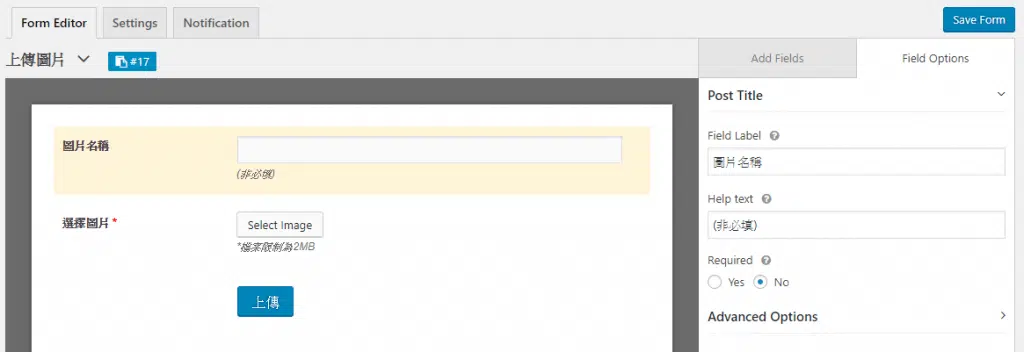 Form Editor
Settings
Notification
Save Form
上傳圖片
#17
Add Fields
Field Options
圖片名稱
(非必填)
選擇圖片*
Select Image
*檔案限制為2MB
上傳
Post Title
Field Label
圖片名稱
Help text
(非必填)
Required
Yes No
Advanced Options